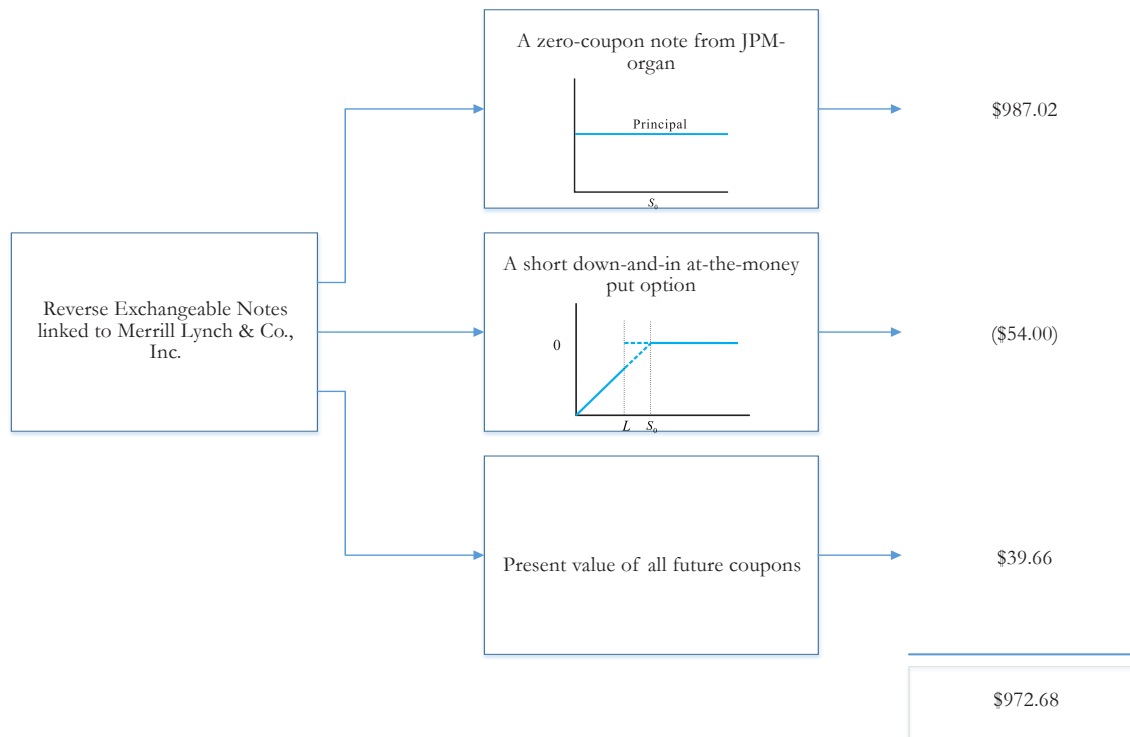 Reverse Exchangeable Notes
linked to Merrill Lynch & Co.,
Inc.
A zero-coupon note from JPM-
organ
Principal
S₀
$987.02
A short down-and-in at-the-money
put option
0
L S₀
($54.00)
Present value of all future coupons
$39.66
$972.68